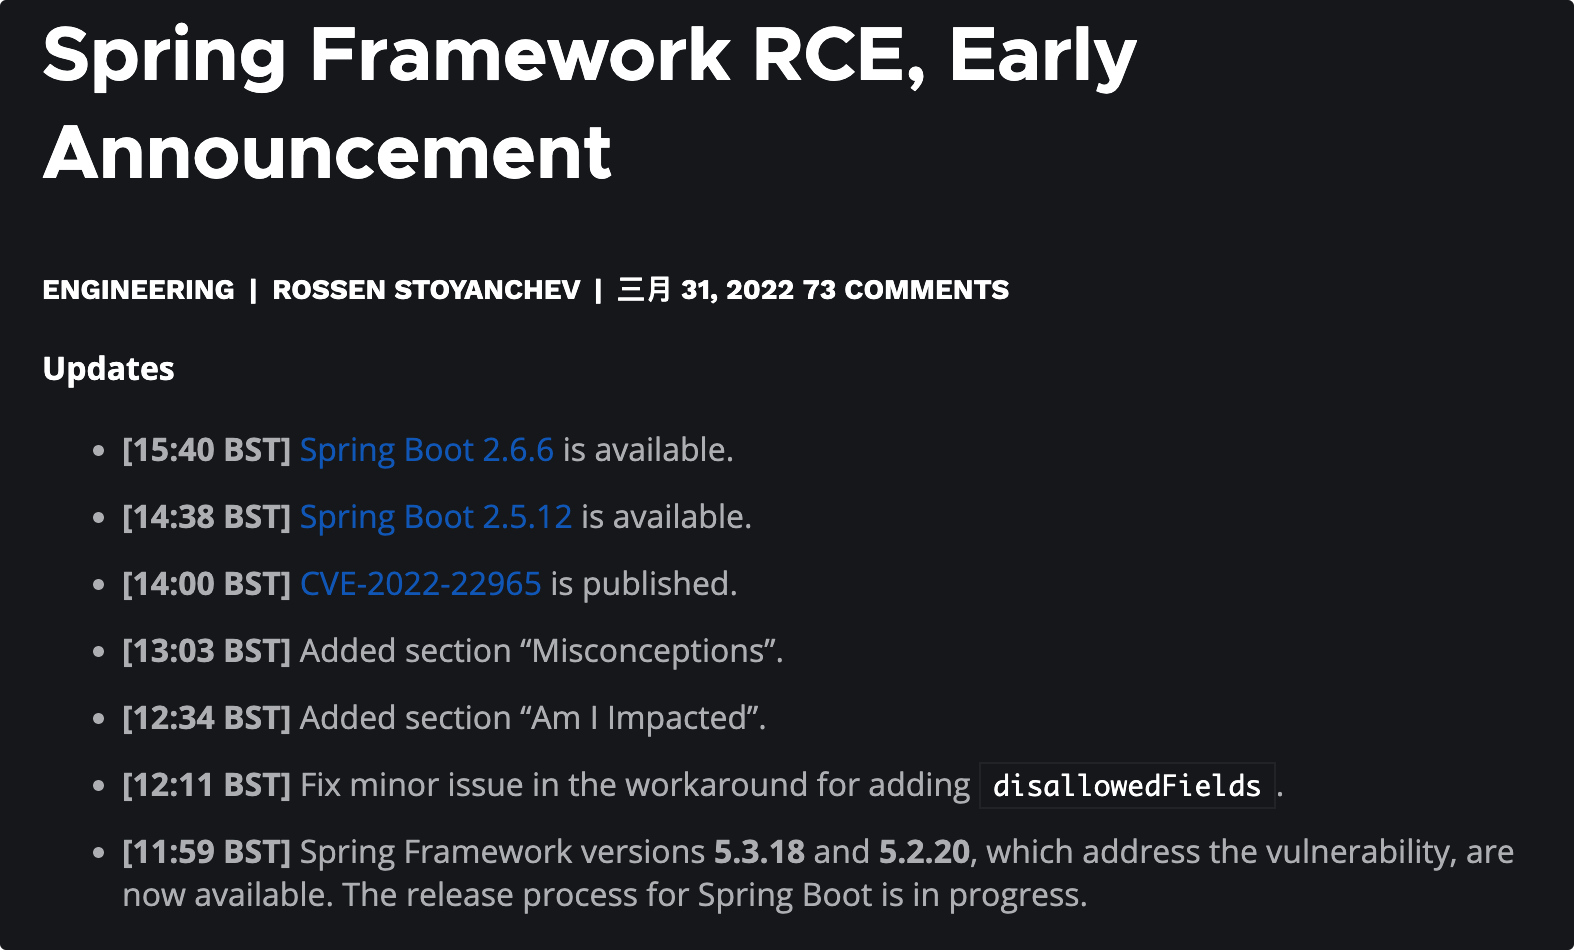 Spring Framework RCE, Early
Announcement
ENGINEERING | ROSSEN STOYANCHEV | 三月 31, 2022 73 COMMENTS
Updates
• [15:40 BST] Spring Boot 2.6.6 is available.
• [14:38 BST] Spring Boot 2.5.12 is available.
• [14:00 BST] CVE-2022-22965 is published.
• [13:03 BST] Added section “Misconceptions”.
• [12:34 BST] Added section “Am I Impacted”.
• [12:11 BST] Fix minor issue in the workaround for adding disallowedFields.
• [11:59 BST] Spring Framework versions 5.3.18 and 5.2.20, which address the vulnerability, are
now available. The release process for Spring Boot is in progress.